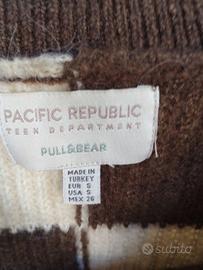 PACIFIC REPUBLIC
TEEN DEPARTMENT
PULL&BEAR
MADE IN
TURKEY
EUR S
USA S
MEX 26
subito